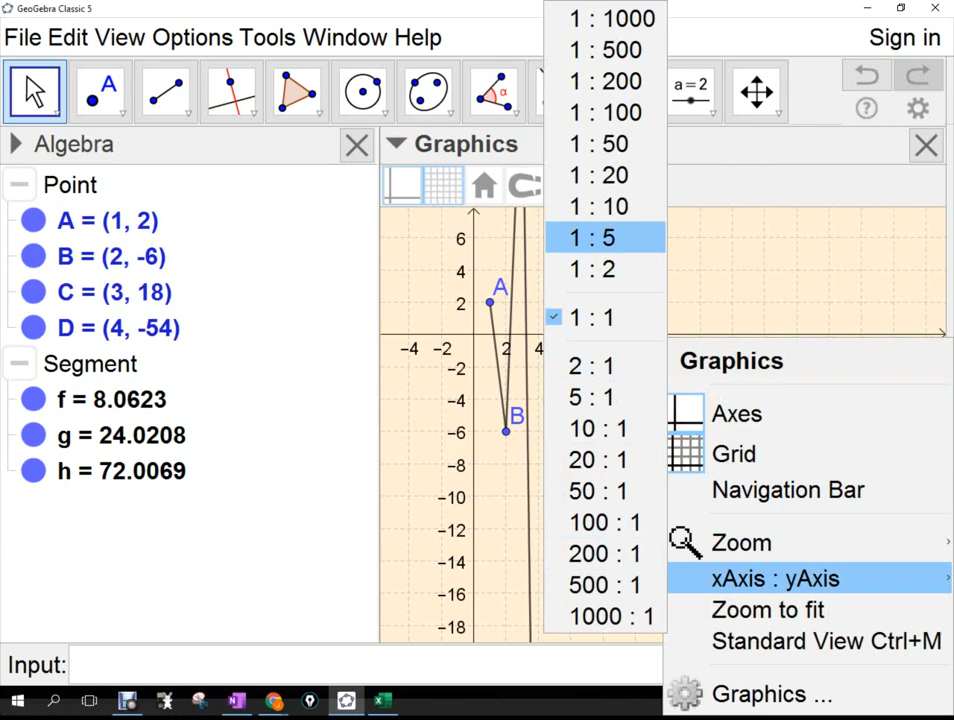 GeoGebra Classic 5
File Edit View Options Tools Window Help
Sign in
A
α
a=2
Algebra
Graphics
Point
A = (1, 2)
B = (2, -6)
C = (3, 18)
D = (4, -54)
Segment
f = 8.0623
g = 24.0208
h = 72.0069
6
4
2
−4 −2 2 4
−2
−4
−6
−8
−10
−12
−14
−16
−18
A
B
1 : 1000
1 : 500
1 : 200
1 : 100
1 : 50
1 : 20
1 : 10
1 : 5
1 : 2
1 : 1
2 : 1
5 : 1
10 : 1
20 : 1
50 : 1
100 : 1
200 : 1
500 : 1
1000 : 1
Graphics
Axes
Grid
Navigation Bar
Zoom
xAxis : yAxis
Zoom to fit
Standard View Ctrl+M
Graphics ...
Input: